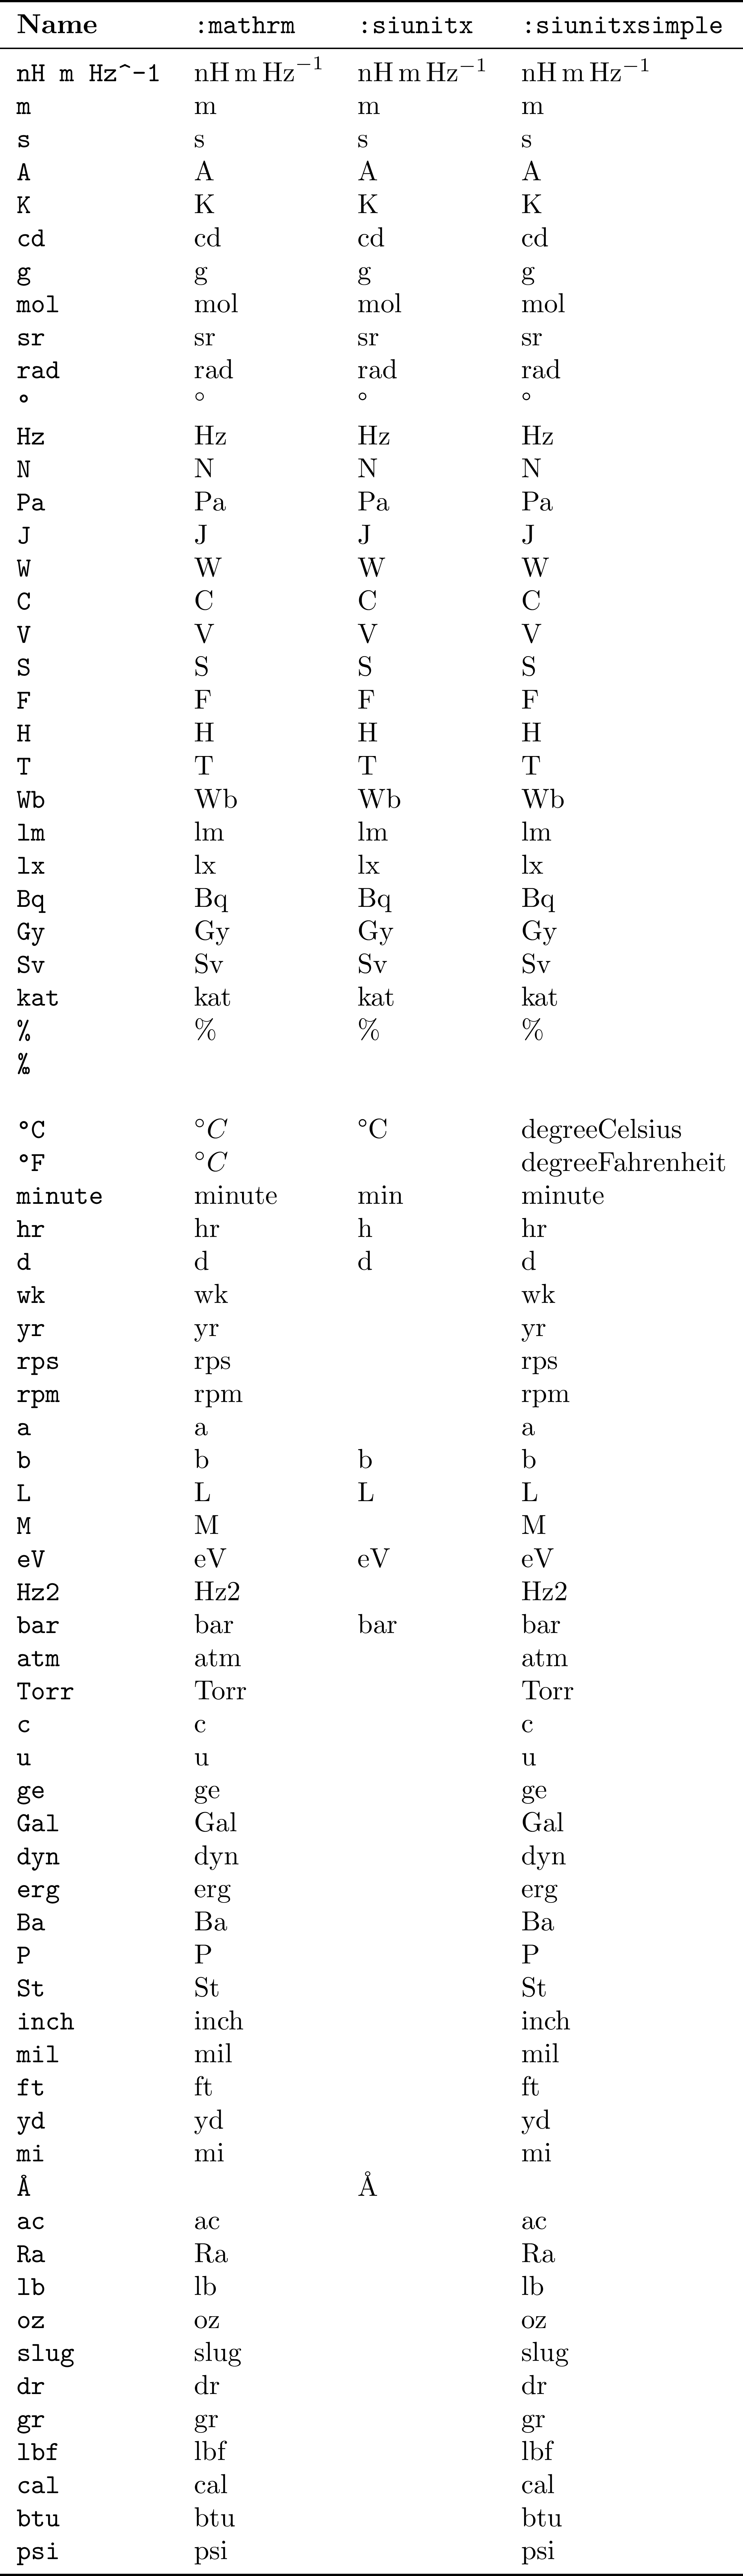 Name :mathrm :siunitx :siunitxsimple
nH m Hz^-1 nH m Hz⁻¹ nH m Hz⁻¹ nH m Hz⁻¹
m m m m
s s s s
A A A A
K K K K
cd cd cd cd
g g g g
mol mol mol mol
sr sr sr sr
rad rad rad rad
° ° ° °
Hz Hz Hz Hz
N N N N
Pa Pa Pa Pa
J J J J
W W W W
C C C C
V V V V
S S S S
F F F F
H H H H
T T T T
Wb Wb Wb Wb
lm lm lm lm
lx lx lx lx
Bq Bq Bq Bq
Gy Gy Gy Gy
Sv Sv Sv Sv
kat kat kat kat
% % % %
‰
°C °C °C degreeCelsius
°F °C degreeFahrenheit
minute minute min minute
hr hr h hr
d d d d
wk wk wk
yr yr yr
rps rps rps
rpm rpm rpm
a a a
b b b b
L L L L
M M M
eV eV eV eV
Hz2 Hz2 Hz2
bar bar bar bar
atm atm atm
Torr Torr Torr
c c c
u u u
ge ge ge
Gal Gal Gal
dyn dyn dyn
erg erg erg
Ba Ba Ba
P P P
St St St
inch inch inch
mil mil mil
ft ft ft
yd yd yd
mi mi mi
Å Å
ac ac ac
Ra Ra Ra
lb lb lb
oz oz oz
slug slug slug
dr dr dr
gr gr gr
lbf lbf lbf
cal cal cal
btu btu btu
psi psi psi